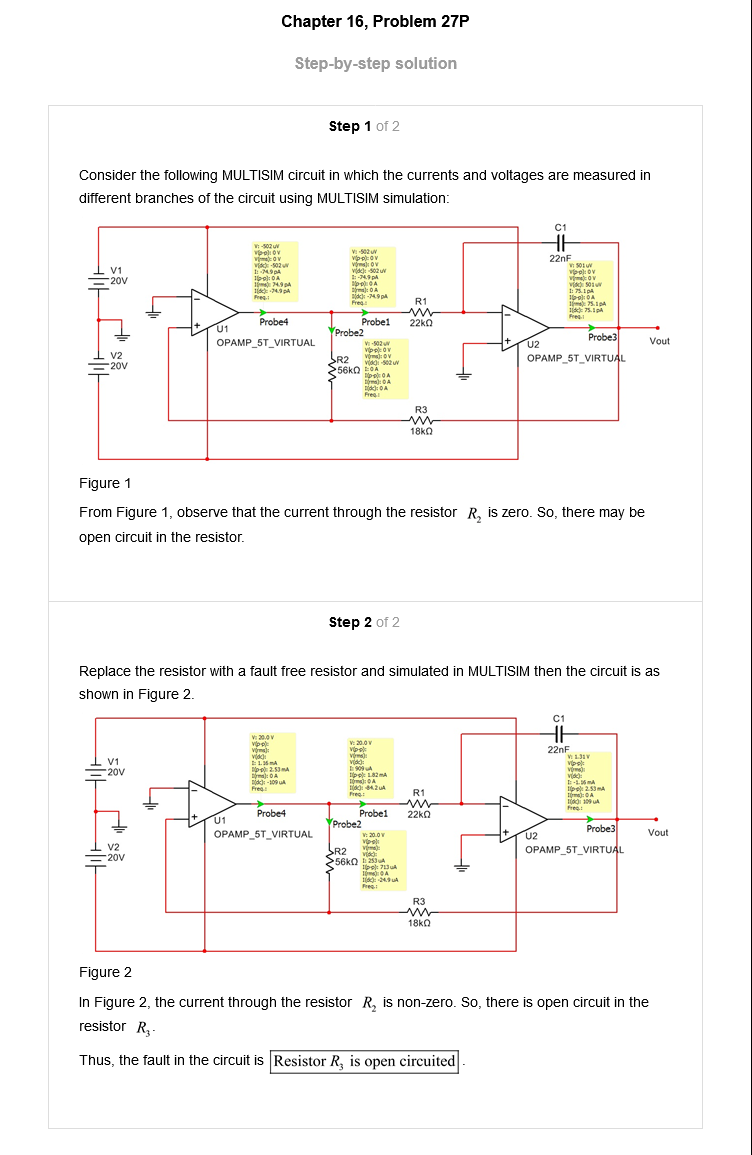 Chapter 16, Problem 27P
Step-by-step solution
Step 1 of 2
Consider the following MULTISIM circuit in which the currents and voltages are measured in
different branches of the circuit using MULTISIM simulation:
C1
22nF
V1
20V
V2
20V
V: -502 uV
V(p-p): 0 V
V(rms): 0 V
V(dc): -502 uV
I: -74.9 pA
I(p-p): 0 A
I(rms): 74.9 pA
I(dc): -74.9 pA
Freq.:
Probe4
V: -502 uV
V(p-p): 0 V
V(rms): 0 V
V(dc): -502 uV
I: -74.9 pA
I(p-p): 0 A
I(rms): 0 A
I(dc): -74.9 pA
Freq.:
Probe1
Probe2
V: -502 uV
V(p-p): 0 V
V(rms): 0 V
V(dc): -502 uV
I: 0 A
I(p-p): 0 A
I(rms): 0 A
I(dc): 0 A
Freq.:
V: 501 uV
V(p-p): 0 V
V(rms): 0 V
V(dc): 501 uV
I: 75.1 pA
I(p-p): 0 A
I(rms): 75.1 pA
I(dc): 75.1 pA
Freq.:
Probe3
R1
22kΩ
U1
OPAMP_5T_VIRTUAL
R2
56kΩ
U2
OPAMP_5T_VIRTUAL
Vout
R3
18kΩ
Figure 1
From Figure 1, observe that the current through the resistor R₂ is zero. So, there may be
open circuit in the resistor.
Step 2 of 2
Replace the resistor with a fault free resistor and simulated in MULTISIM then the circuit is as
shown in Figure 2.
C1
22nF
V1
20V
V2
20V
V: 20.0 V
V(p-p):
V(rms):
V(dc):
I: 1.16 mA
I(p-p): 2.53 mA
I(rms): 0 A
I(dc): -109 uA
Freq.:
Probe4
V: 20.0 V
V(p-p):
V(rms):
V(dc):
I: 909 uA
I(p-p): 1.82 mA
I(rms): 0 A
I(dc): -84.2 uA
Freq.:
Probe1
Probe2
V: 20.0 V
V(p-p):
V(rms):
V(dc):
I: 253 uA
I(p-p): 713 uA
I(rms): 0 A
I(dc): -24.9 uA
Freq.:
V: 1.31 V
V(p-p):
V(rms):
V(dc):
I: -1.16 mA
I(p-p): 2.53 mA
I(rms): 0 A
I(dc): 109 uA
Freq.:
Probe3
R1
22kΩ
U1
OPAMP_5T_VIRTUAL
R2
56kΩ
U2
OPAMP_5T_VIRTUAL
Vout
R3
18kΩ
Figure 2
In Figure 2, the current through the resistor R₂ is non-zero. So, there is open circuit in the
resistor R₃.
Thus, the fault in the circuit is Resistor R₃ is open circuited.